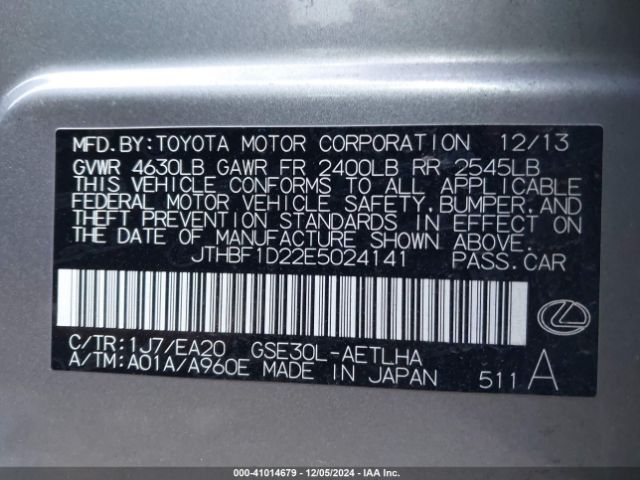 MFD. BY: TOYOTA MOTOR CORPORATION 12/13
GVWR 4630LB GAWR FR 2400LB RR 2545LB
THIS VEHICLE CONFORMS TO ALL APPLICABLE
FEDERAL MOTOR VEHICLE SAFETY, BUMPER, AND
THEFT PREVENTION STANDARDS IN EFFECT ON
THE DATE OF MANUFACTURE SHOWN ABOVE.
JTHBF1D22E5024141 PASS. CAR
C/TR: 1J7/EA20 GSE30L-AETLHA
A/TM: A01A/A960E MADE IN JAPAN 511 A
000-41014679 - 12/05/2024 - IAA Inc.